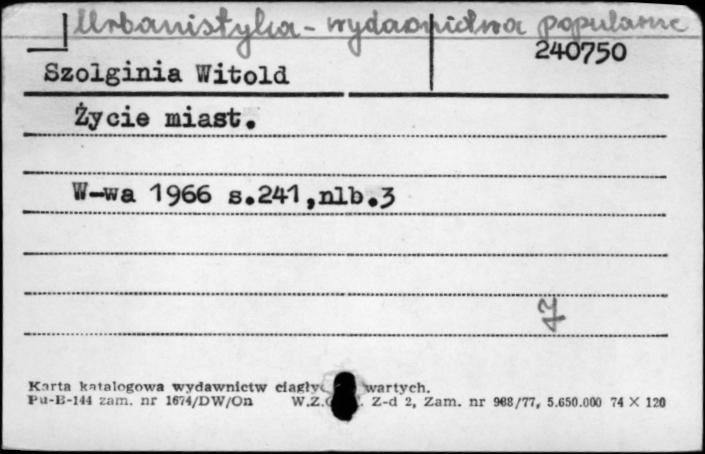 Urbanistyka - wydawnictwa popularne
240750
Szolginia Witold
Życie miast.
W-wa 1966 s.241,nlb.3
Karta katalogowa wydawnictw ciągły wartych.
Pu-B-144 zam. nr 1674/DW/On W.Z. Z-d 2, Zam. nr 988/77, 5.650.000 74 X 120